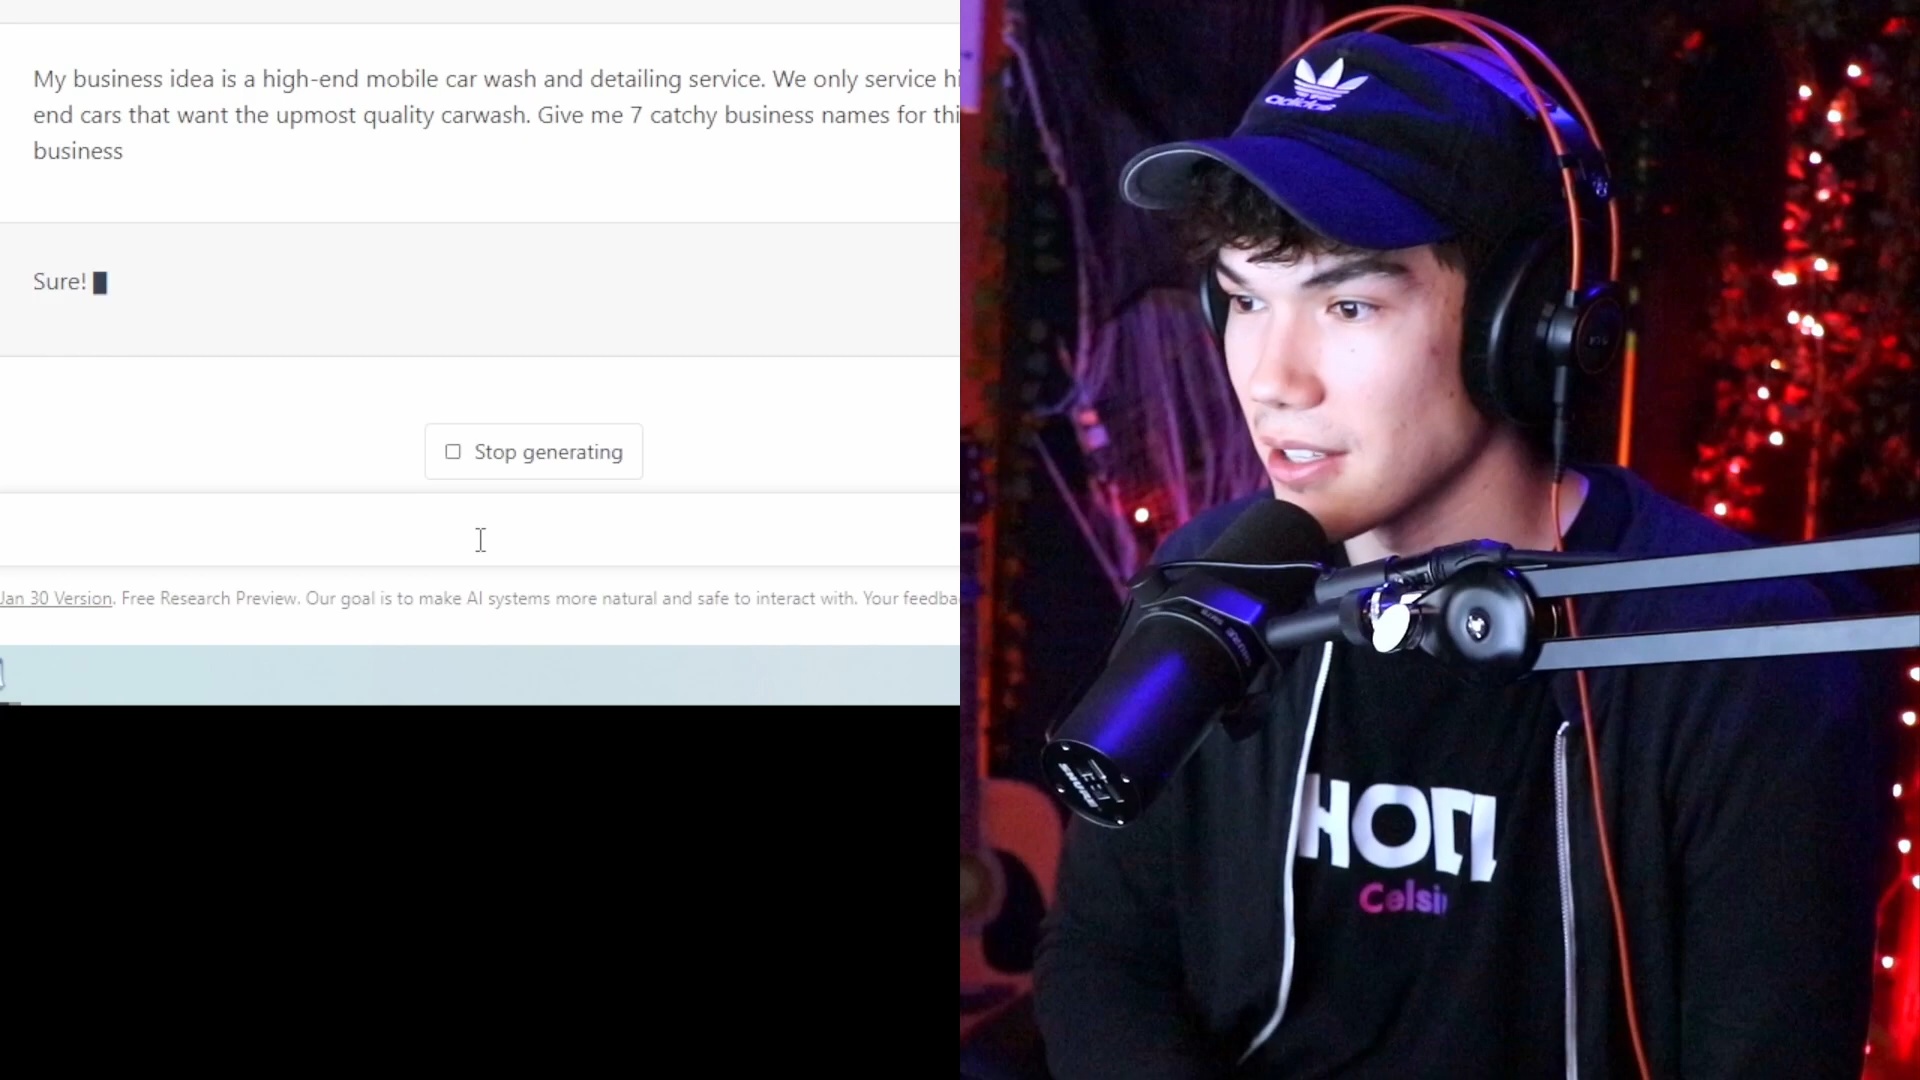 My business idea is a high-end mobile car wash and detailing service. We only service hi
end cars that want the upmost quality carwash. Give me 7 catchy business names for thi
business
Sure!
Stop generating
Jan 30 Version. Free Research Preview. Our goal is to make AI systems more natural and safe to interact with. Your feedba
adidas
SHURE
HODL
Celsi